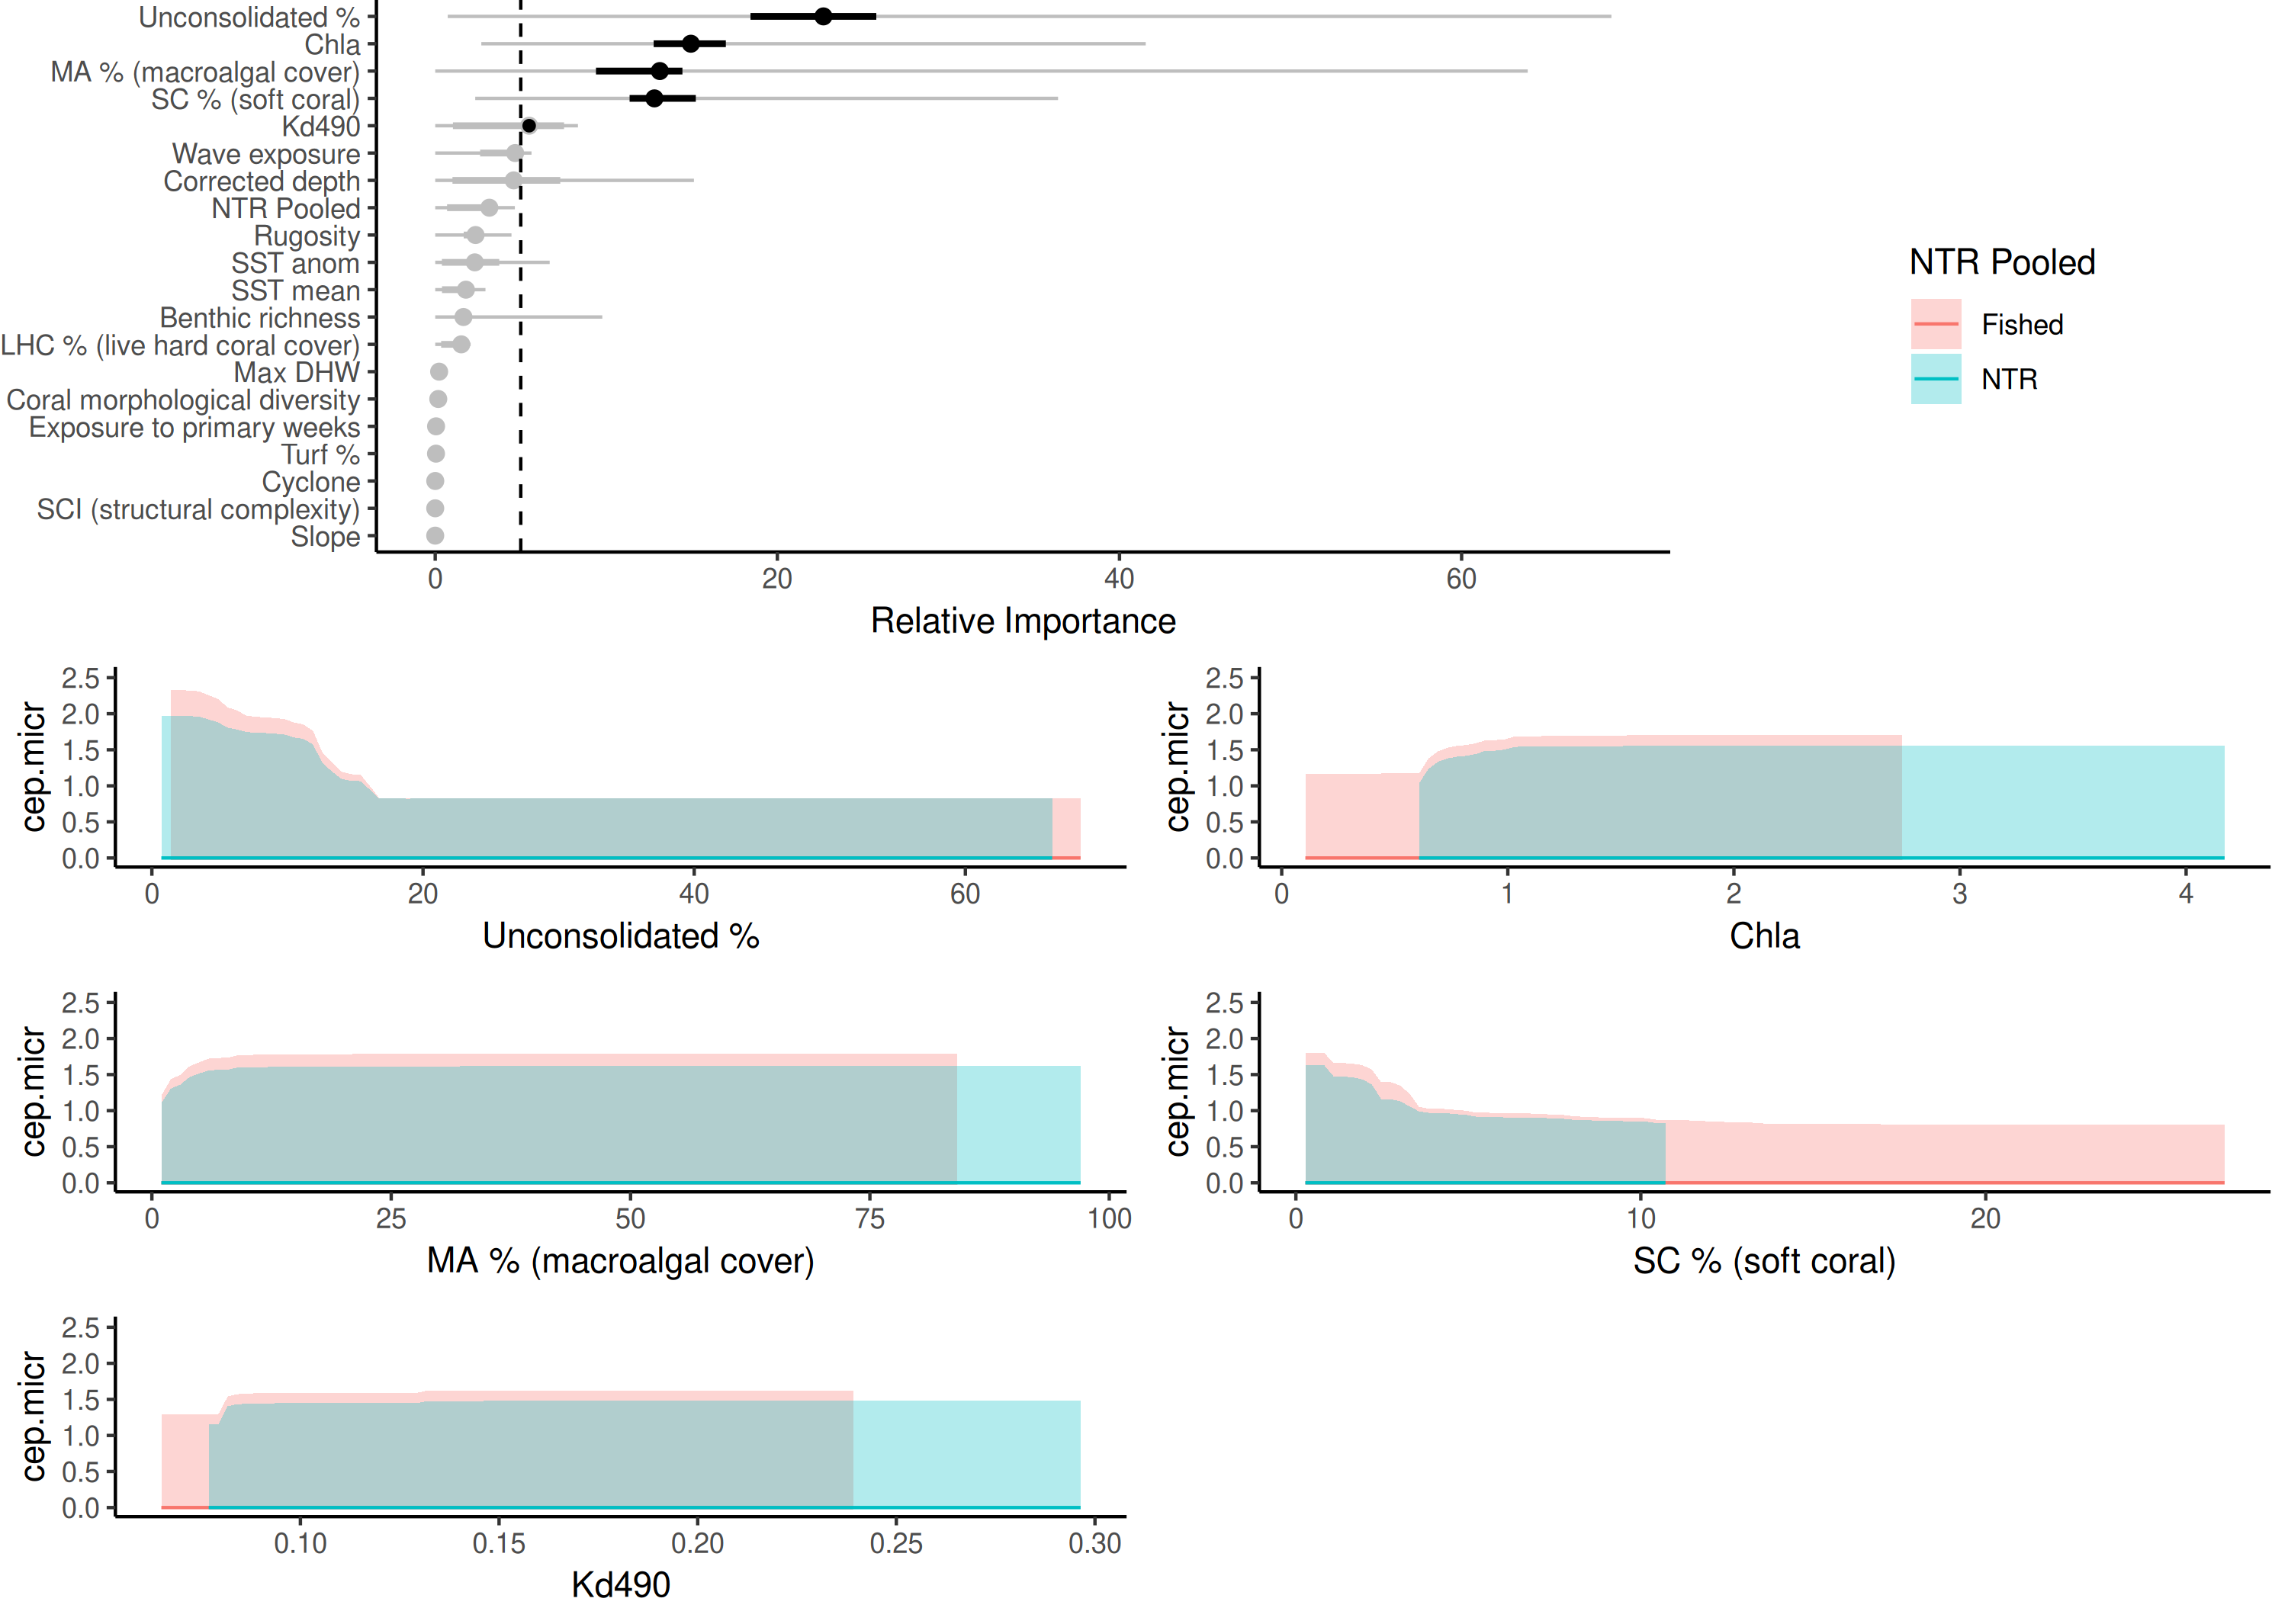 Unconsolidated %
Chla
MA % (macroalgal cover)
SC % (soft coral)
Kd490
Wave exposure
Corrected depth
NTR Pooled
Rugosity
SST anom
SST mean
Benthic richness
LHC % (live hard coral cover)
Max DHW
Coral morphological diversity
Exposure to primary weeks
Turf %
Cyclone
SCI (structural complexity)
Slope
0 20 40 60
Relative Importance
NTR Pooled
Fished
NTR
cep.micr
2.5
2.0
1.5
1.0
0.5
0.0
0 20 40 60
Unconsolidated %
cep.micr
2.5
2.0
1.5
1.0
0.5
0.0
0 1 2 3 4
Chla
cep.micr
2.5
2.0
1.5
1.0
0.5
0.0
0 25 50 75 100
MA % (macroalgal cover)
cep.micr
2.5
2.0
1.5
1.0
0.5
0.0
0 10 20
SC % (soft coral)
cep.micr
2.5
2.0
1.5
1.0
0.5
0.0
0.10 0.15 0.20 0.25 0.30
Kd490